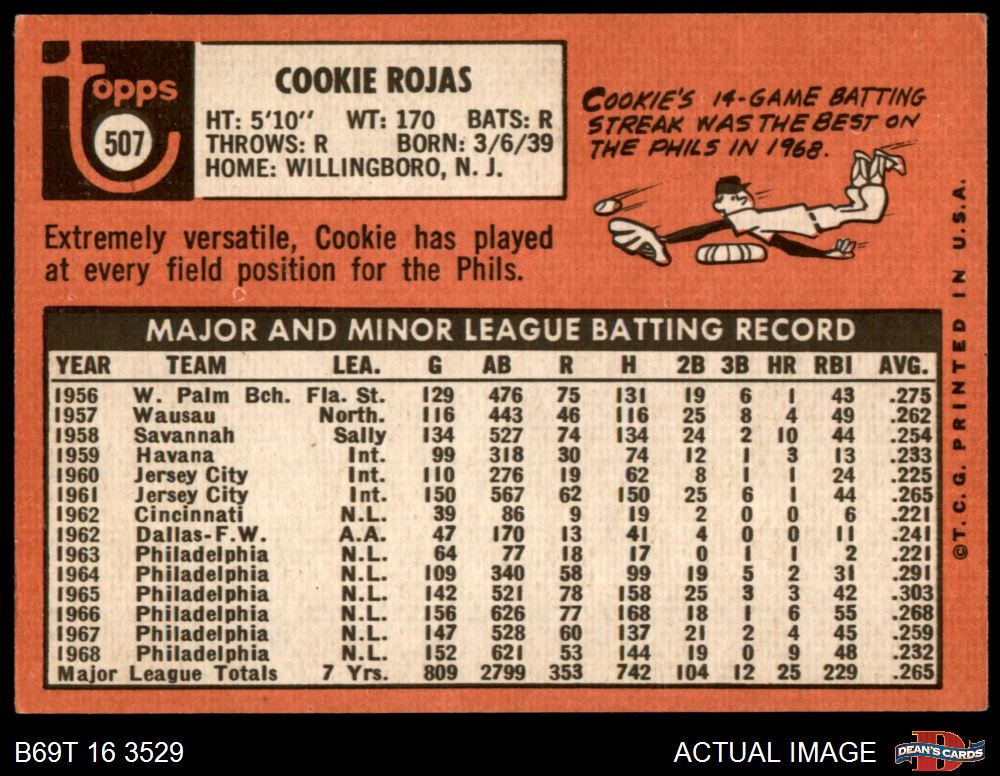 topps
507
COOKIE ROJAS
HT: 5'10" WT: 170 BATS: R
THROWS: R BORN: 3/6/39
HOME: WILLINGBORO, N. J.
COOKIE'S 14-GAME BATTING
STREAK WAS THE BEST ON
THE PHILS IN 1968.
Extremely versatile, Cookie has played
at every field position for the Phils.
MAJOR AND MINOR LEAGUE BATTING RECORD
YEAR TEAM LEA. G AB R H 2B 3B HR RBI AVG.
1956 W. Palm Bch. Fla. St. 129 476 75 131 19 6 1 43 .275
1957 Wausau North. 116 443 46 116 25 8 4 49 .262
1958 Savannah Sally 134 527 74 134 24 2 10 44 .254
1959 Havana Int. 99 318 30 74 12 1 3 13 .233
1960 Jersey City Int. 110 276 19 62 8 1 1 24 .225
1961 Jersey City Int. 150 567 62 150 25 6 1 44 .265
1962 Cincinnati N.L. 39 86 9 19 2 0 0 6 .221
1962 Dallas-F.W. A.A. 47 170 13 41 4 0 0 11 .241
1963 Philadelphia N.L. 64 77 18 17 0 1 1 2 .221
1964 Philadelphia N.L. 109 340 58 99 19 5 2 31 .291
1965 Philadelphia N.L. 142 521 78 158 25 3 3 42 .303
1966 Philadelphia N.L. 156 626 77 168 18 1 6 55 .268
1967 Philadelphia N.L. 147 528 60 137 21 2 4 45 .259
1968 Philadelphia N.L. 152 621 53 144 19 0 9 48 .232
Major League Totals 7 Yrs. 809 2799 353 742 104 12 25 229 .265
©T.C.G. PRINTED IN U.S.A.
B69T 16 3529
ACTUAL IMAGE
D
DEAN'S CARDS